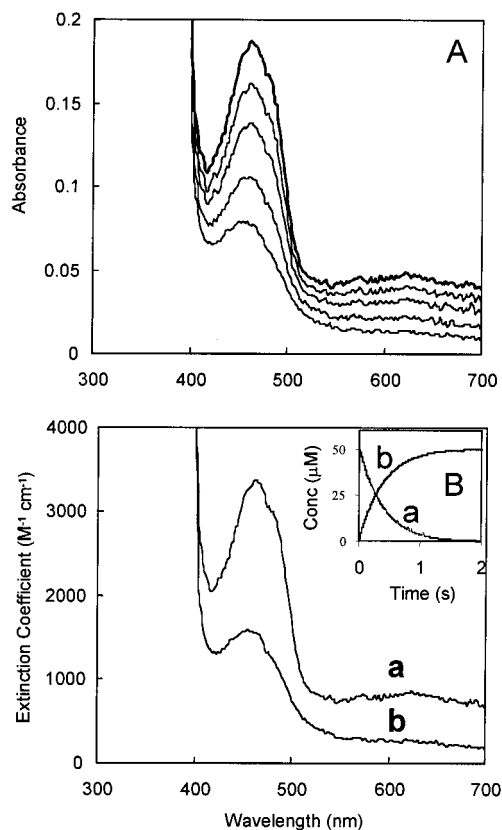 A
0.2
0.15
0.1
0.05
0
Absorbance
300 400 500 600 700
4000
3000
2000
1000
0
Extinction Coefficient (M⁻¹ cm⁻¹)
50
25
0
Conc (μM)
b
B
a
0 1 2
Time (s)
a
b
300 400 500 600 700
Wavelength (nm)